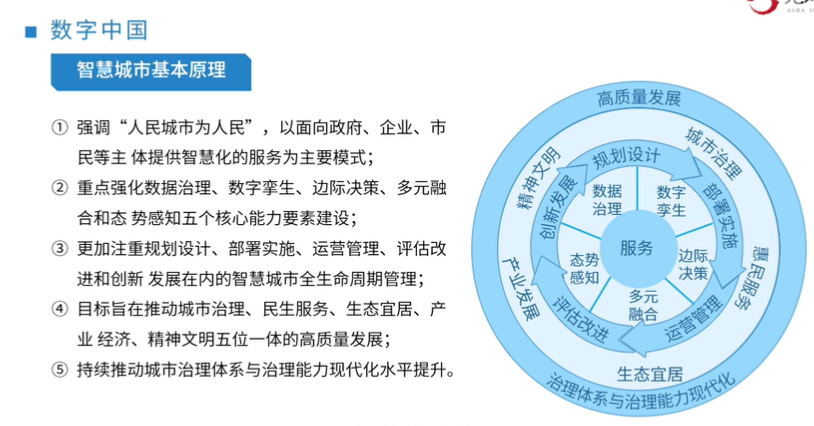 数字中国
智慧城市基本原理
① 强调“人民城市为人民”，以面向政府、企业、市
民等主 体提供智慧化的服务为主要模式；
② 重点强化数据治理、数字孪生、边际决策、多元融
合和态 势感知五个核心能力要素建设；
③ 更加注重规划设计、部署实施、运营管理、评估改
进和创新 发展在内的智慧城市全生命周期管理；
④ 目标旨在推动城市治理、民生服务、生态宜居、产
业 经济、精神文明五位一体的高质量发展；
⑤ 持续推动城市治理体系与治理能力现代化水平提升。
高质量发展
城市治理
惠民服务
生态宜居
产业发展
精神文明
规划设计
部署实施
运营管理
评估改进
创新发展
数据
治理
数字
孪生
边际
决策
多元
融合
态势
感知
服务
治理体系与治理能力现代化